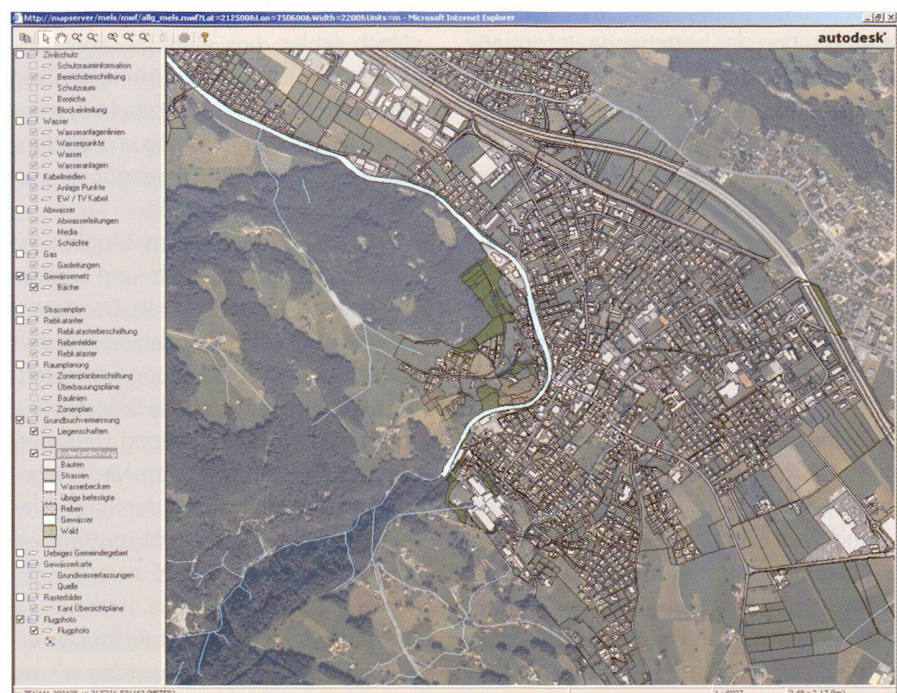 http://mapserver/mels/mwf/allg_mels.mwf?Lat=212500&Lon=750600&Width=2200&Units=m - Microsoft Internet Explorer
autodesk
Zivilschutz
Schutzrauminformation
Bereichsbeschriftung
Schutzraum
Bereiche
Blockeinteilung
Wasser
Wasseranlagenlinien
Wasserpunkte
Wasser
Wasseranlagen
Kabelmedien
Anlage Punkte
EW / TV Kabel
Abwasser
Abwasserleitungen
Media
Schächte
Gas
Gasleitungen
Gewässernetz
Bäche
Strassenplan
Rebkataster
Rebkatasterbeschriftung
Rebenfelder
Rebkataster
Raumplanung
Zonenplanbeschriftung
Überbauungspläne
Baulinien
Zonenplan
Grundbuchvermessung
Liegenschaften
Bodenbedeckung
Bauten
Strassen
Wasserbecken
übrige befestigte
Reben
Gewässer
Wald
Uebriges Gemeindegebiet
Gewässerkarte
Grundwasserfassungen
Quelle
Rasterbilder
Kant Übersichtpläne
Flugphoto
Flugphoto